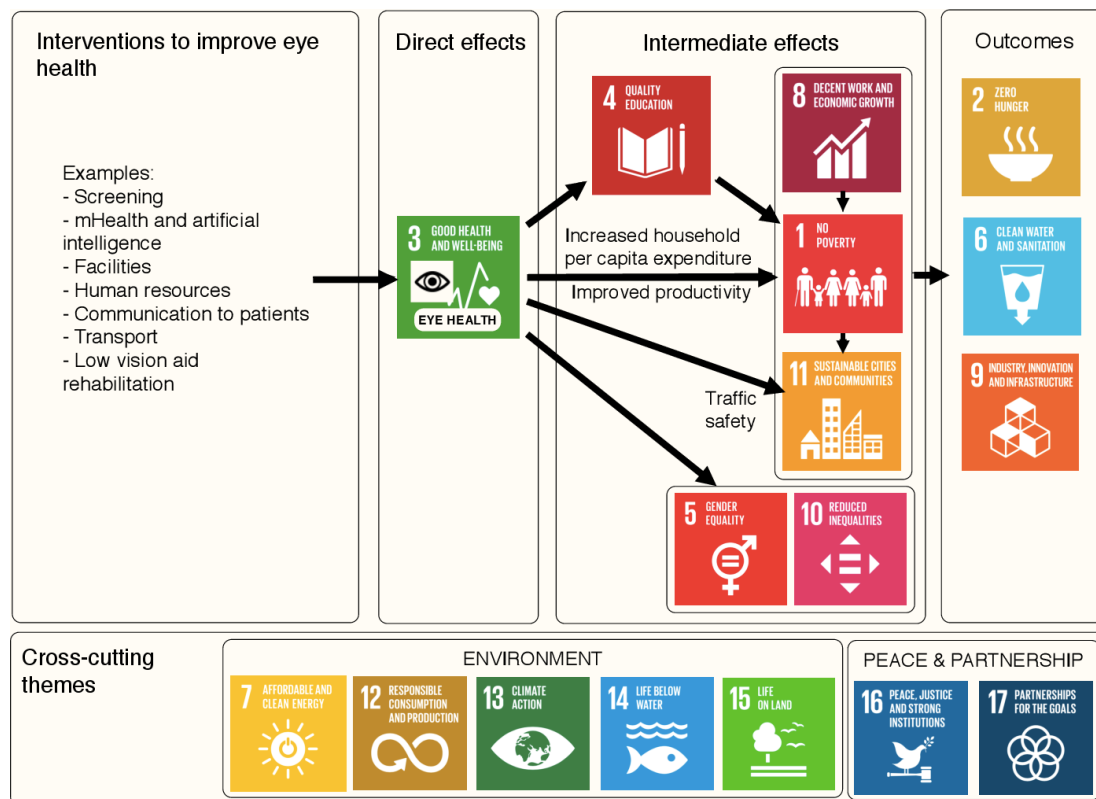 Interventions to improve eye
health
Examples:
- Screening
- mHealth and artificial
intelligence
- Facilities
- Human resources
- Communication to patients
- Transport
- Low vision aid
rehabilitation
Direct effects
3 GOOD HEALTH
AND WELL-BEING
EYE HEALTH
Intermediate effects
4 QUALITY
EDUCATION
8 DECENT WORK AND
ECONOMIC GROWTH
Increased household
per capita expenditure
Improved productivity
1 NO
POVERTY
Traffic
safety
11 SUSTAINABLE CITIES
AND COMMUNITIES
5 GENDER
EQUALITY
10 REDUCED
INEQUALITIES
Outcomes
2 ZERO
HUNGER
6 CLEAN WATER
AND SANITATION
9 INDUSTRY, INNOVATION
AND INFRASTRUCTURE
Cross-cutting
themes
ENVIRONMENT
7 AFFORDABLE AND
CLEAN ENERGY
12 RESPONSIBLE
CONSUMPTION
AND PRODUCTION
13 CLIMATE
ACTION
14 LIFE BELOW
WATER
15 LIFE
ON LAND
PEACE & PARTNERSHIP
16 PEACE, JUSTICE
AND STRONG
INSTITUTIONS
17 PARTNERSHIPS
FOR THE GOALS